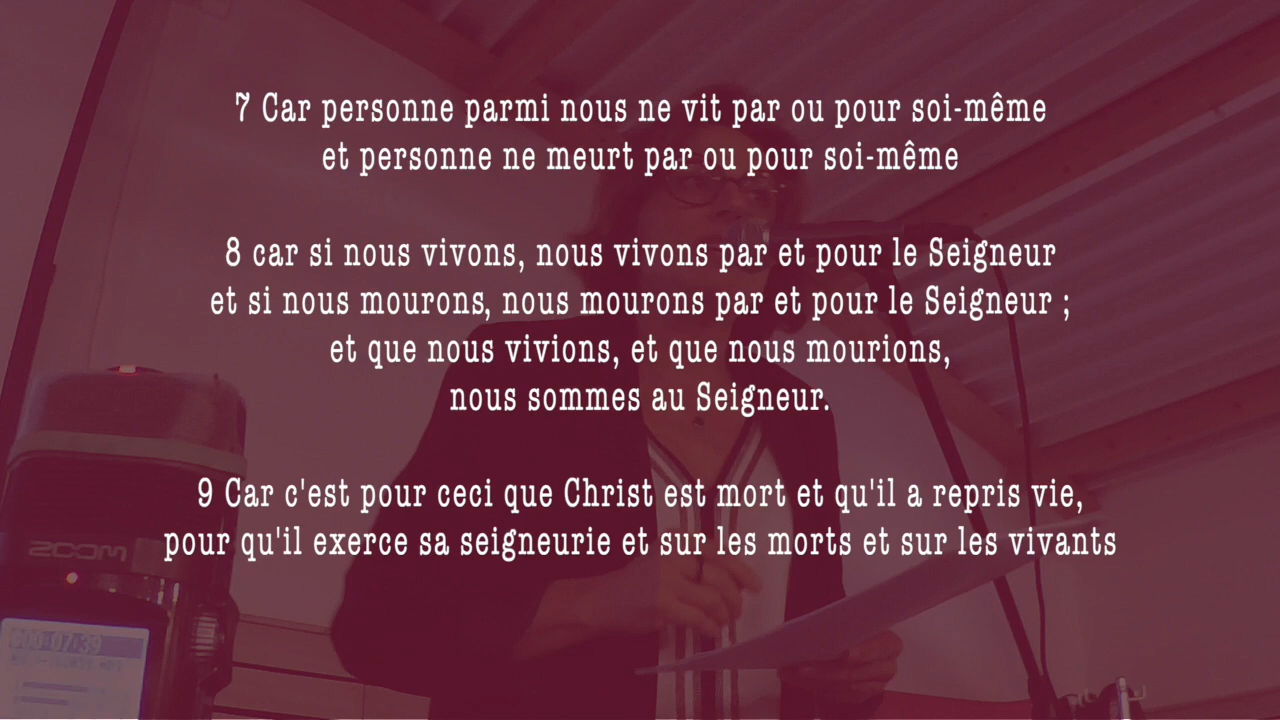 7 Car personne parmi nous ne vit par ou pour soi-même
et personne ne meurt par ou pour soi-même
8 car si nous vivons, nous vivons par et pour le Seigneur
et si nous mourons, nous mourons par et pour le Seigneur ;
et que nous vivions, et que nous mourions,
nous sommes au Seigneur.
9 Car c'est pour ceci que Christ est mort et qu'il a repris vie,
pour qu'il exerce sa seigneurie et sur les morts et sur les vivants
zoom
00:07:39